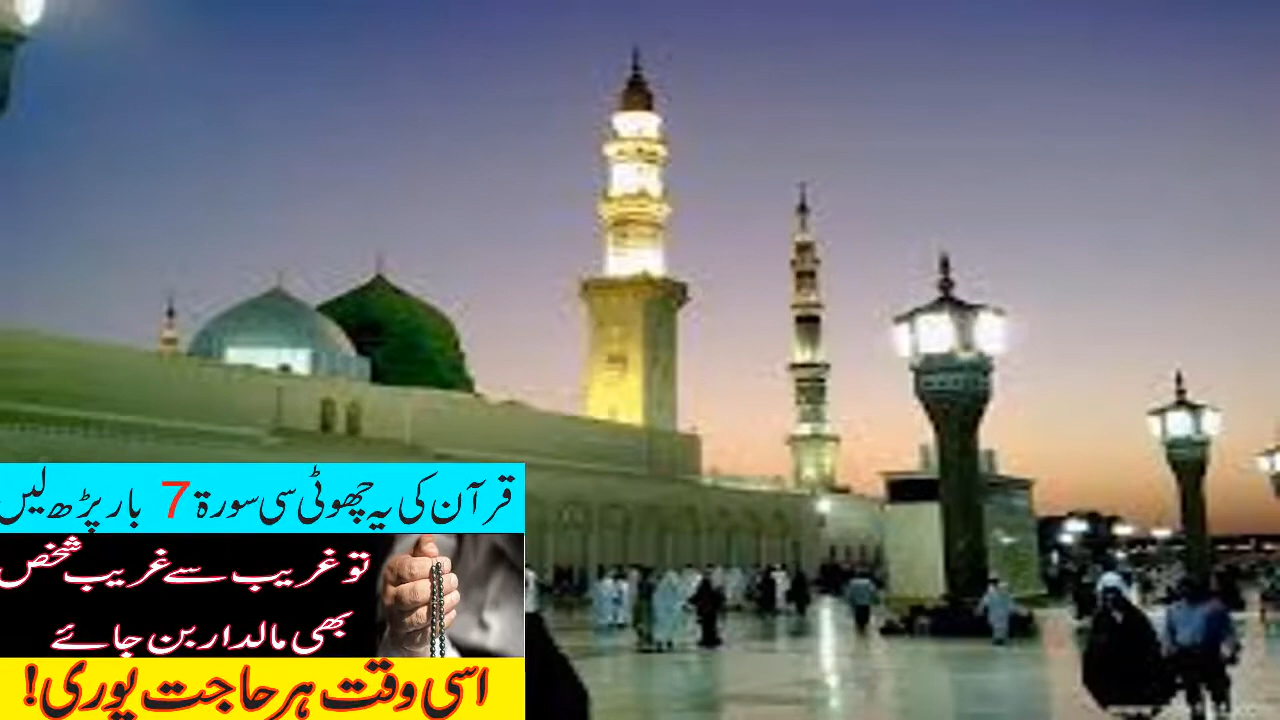 قرآن کی یہ چھوٹی سی سورۃ 7 بار پڑھ لیں
تو غریب سے غریب شخص
بھی مالدار بن جائے
اسی وقت ہر حاجت پوری!